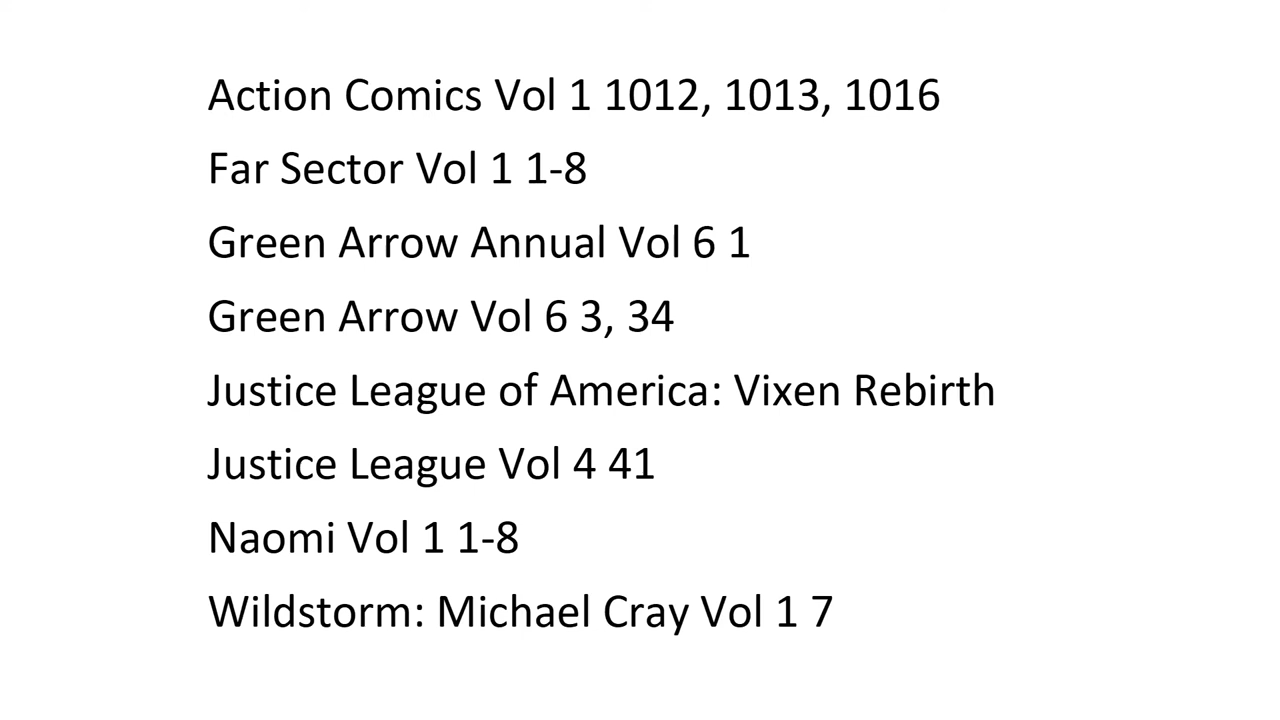 Action Comics Vol 1 1012, 1013, 1016
Far Sector Vol 1 1-8
Green Arrow Annual Vol 6 1
Green Arrow Vol 6 3, 34
Justice League of America: Vixen Rebirth
Justice League Vol 4 41
Naomi Vol 1 1-8
Wildstorm: Michael Cray Vol 1 7